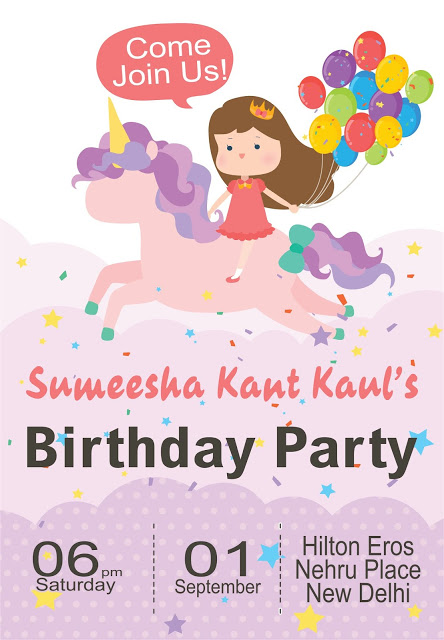 Come
Join Us!
Sumeesha Kant Kaul's
Birthday Party
06pm
Saturday
01
September
Hilton Eros
Nehru Place
New Delhi